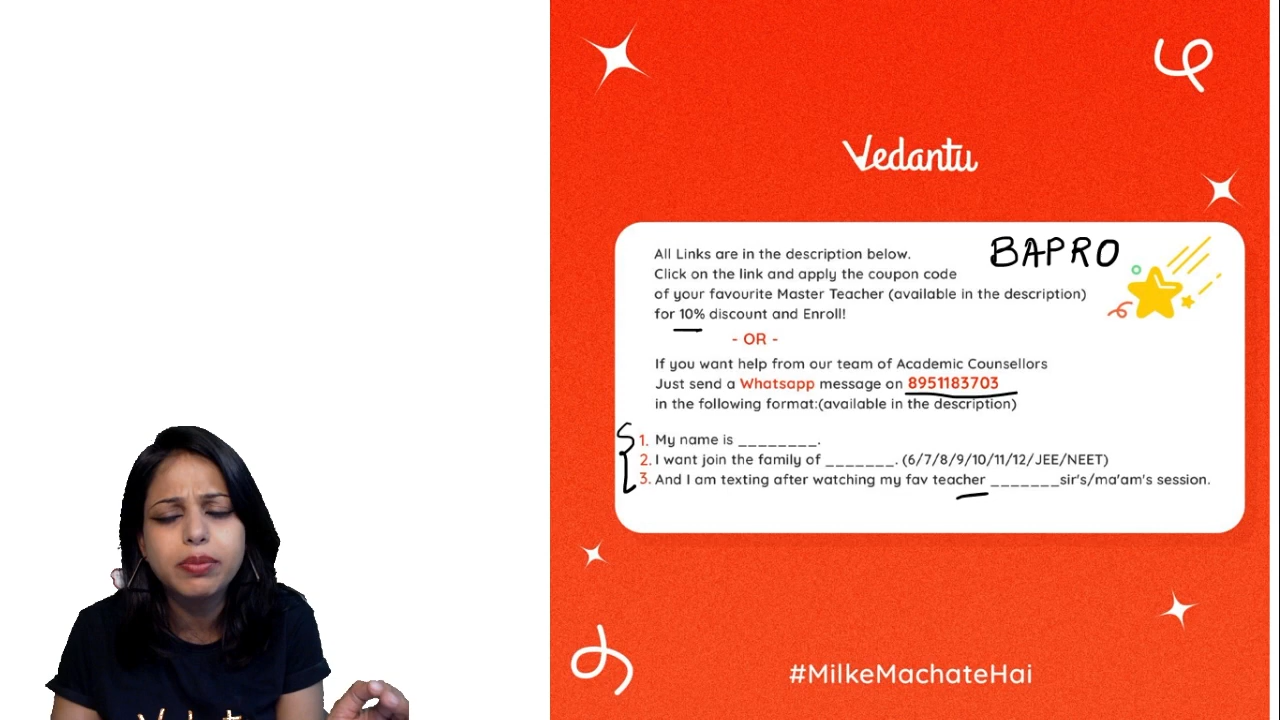 Vedantu
BAPRO
All Links are in the description below.
Click on the link and apply the coupon code
of your favourite Master Teacher (available in the description)
for 10% discount and Enroll!
- OR -
If you want help from our team of Academic Counsellors
Just send a Whatsapp message on 8951183703
in the following format:(available in the description)
1. My name is ________.
2. I want join the family of _______. (6/7/8/9/10/11/12/JEE/NEET)
3. And I am texting after watching my fav teacher _______sir's/ma'am's session.
#MilkeMachateHai